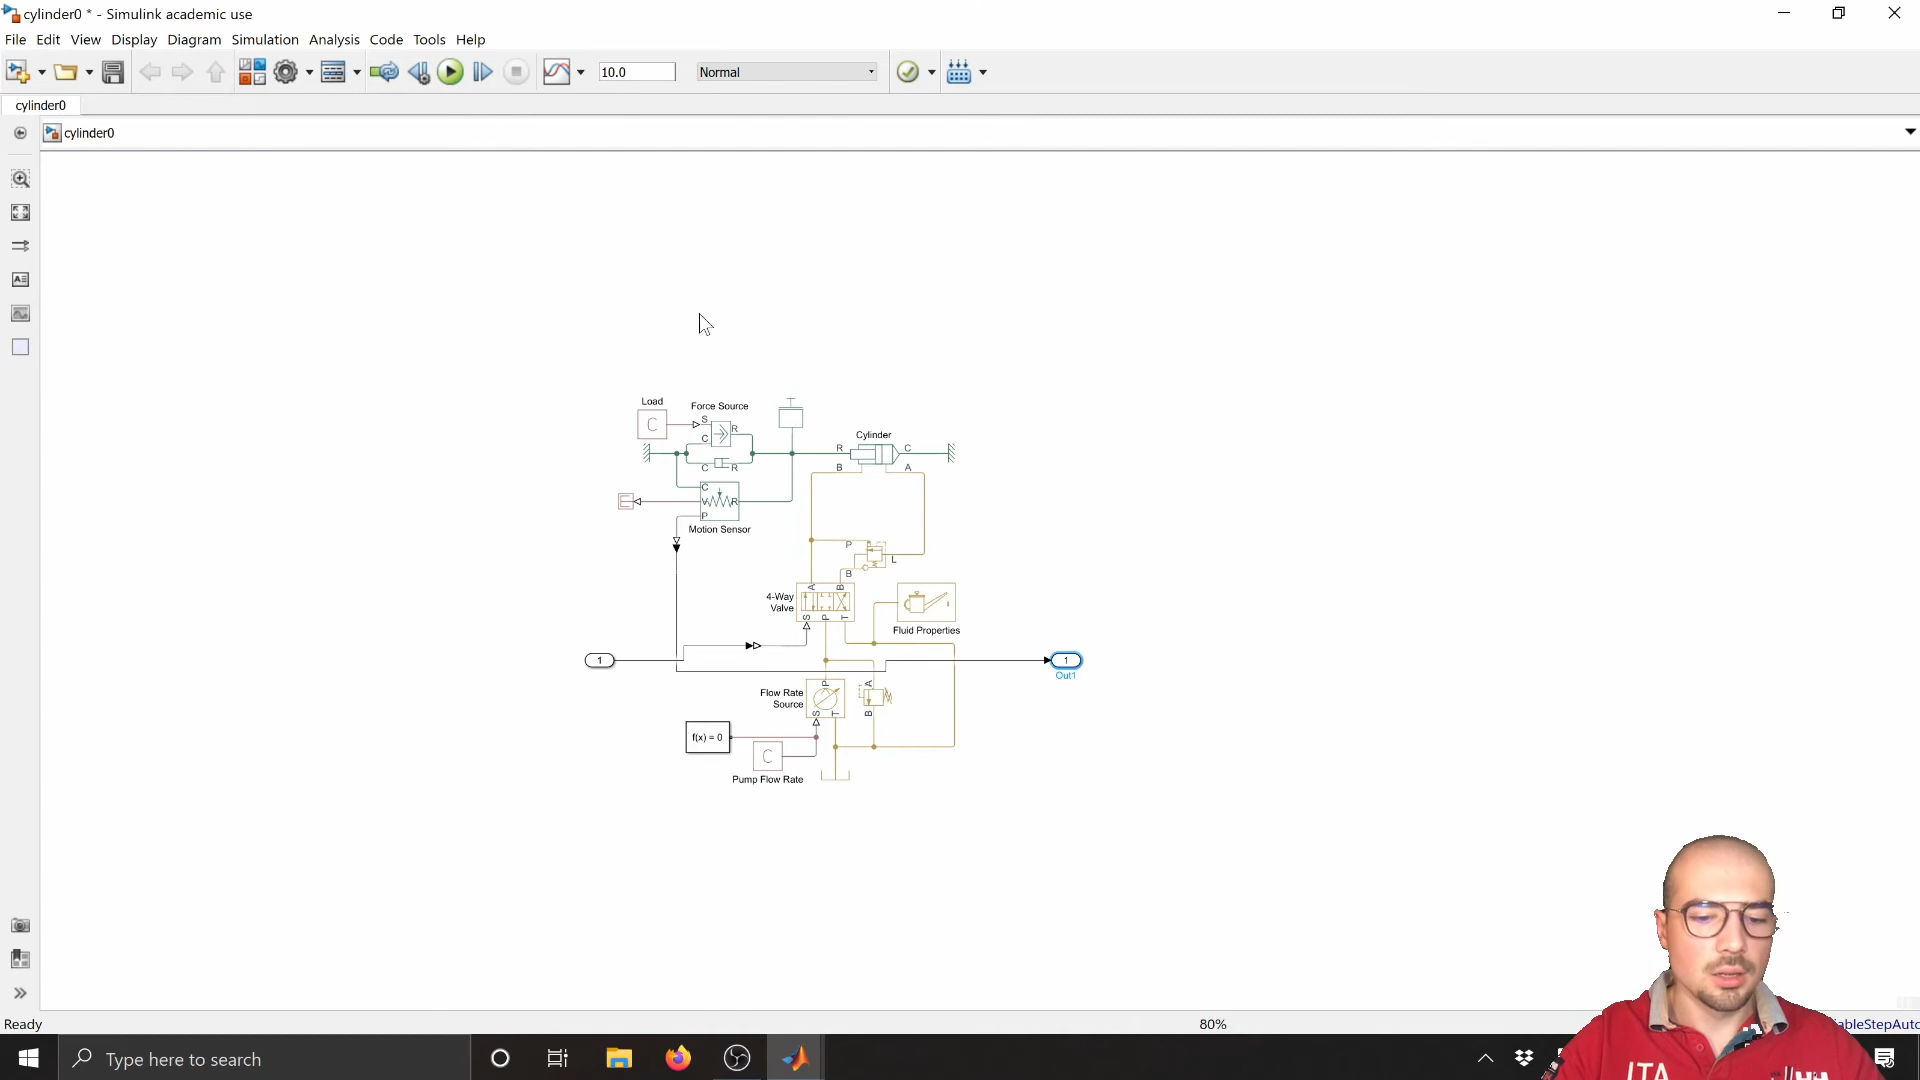 cylinder0 * - Simulink academic use
File Edit View Display Diagram Simulation Analysis Code Tools Help
10.0 Normal
cylinder0
cylinder0
Load
Force Source
C
S
R
C
C R
Cylinder
R C
B A
C
V R
P
Motion Sensor
P
L
B
A B
4-Way
Valve
S P T
Fluid Properties
1
1
Out1
P
A
Flow Rate
Source
S T
B
f(x) = 0
C
Pump Flow Rate
Ready 80% ableStepAuto
Type here to search
ITA